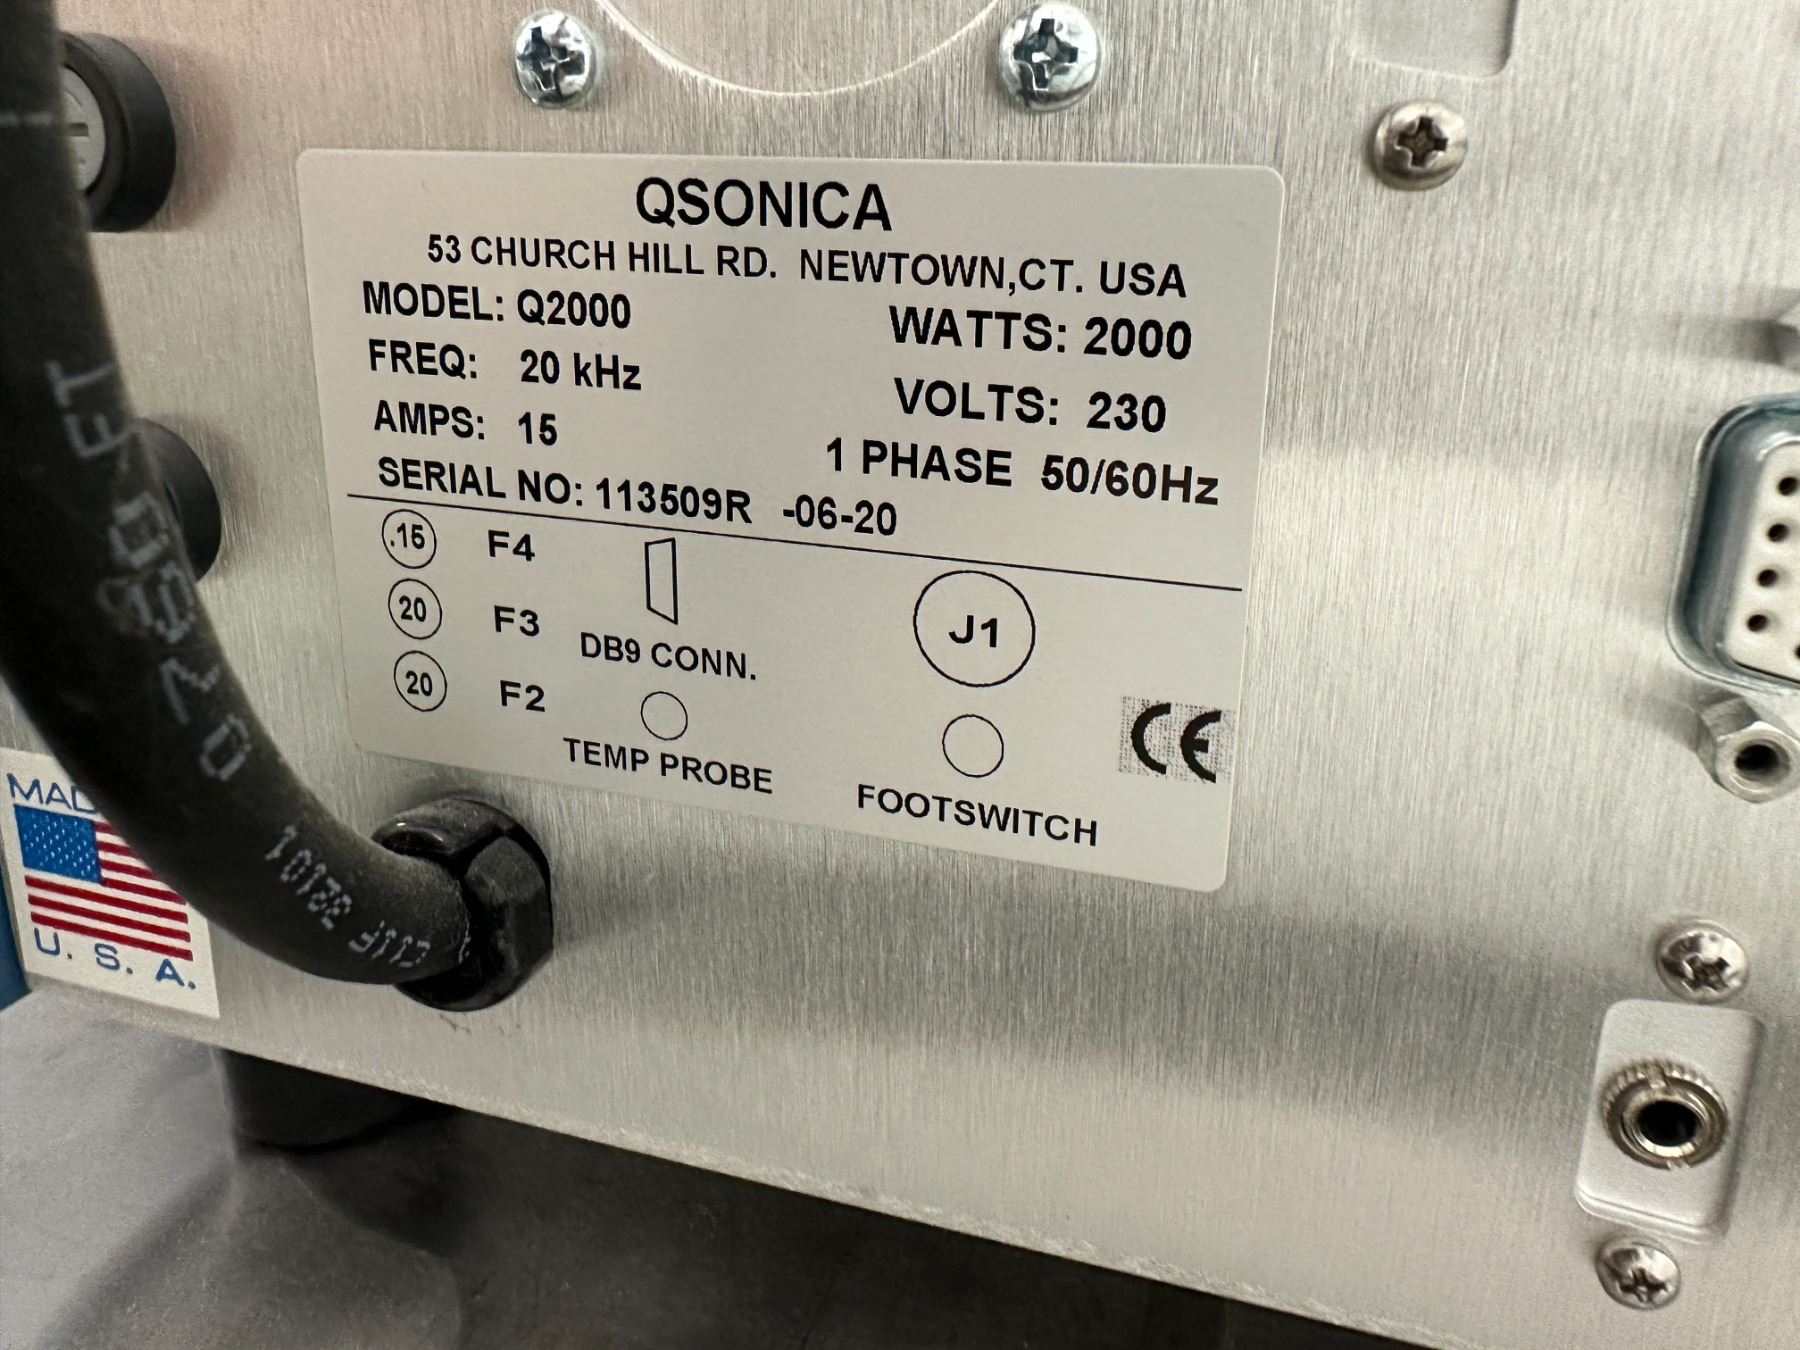 QSONICA
53 CHURCH HILL RD. NEWTOWN,CT. USA
MODEL: Q2000 WATTS: 2000
FREQ: 20 kHz VOLTS: 230
AMPS: 15 1 PHASE 50/60Hz
SERIAL NO: 113509R -06-20
.15 F4
20 F3 DB9 CONN. J1
20 F2
TEMP PROBE FOOTSWITCH CE
U. S. A.